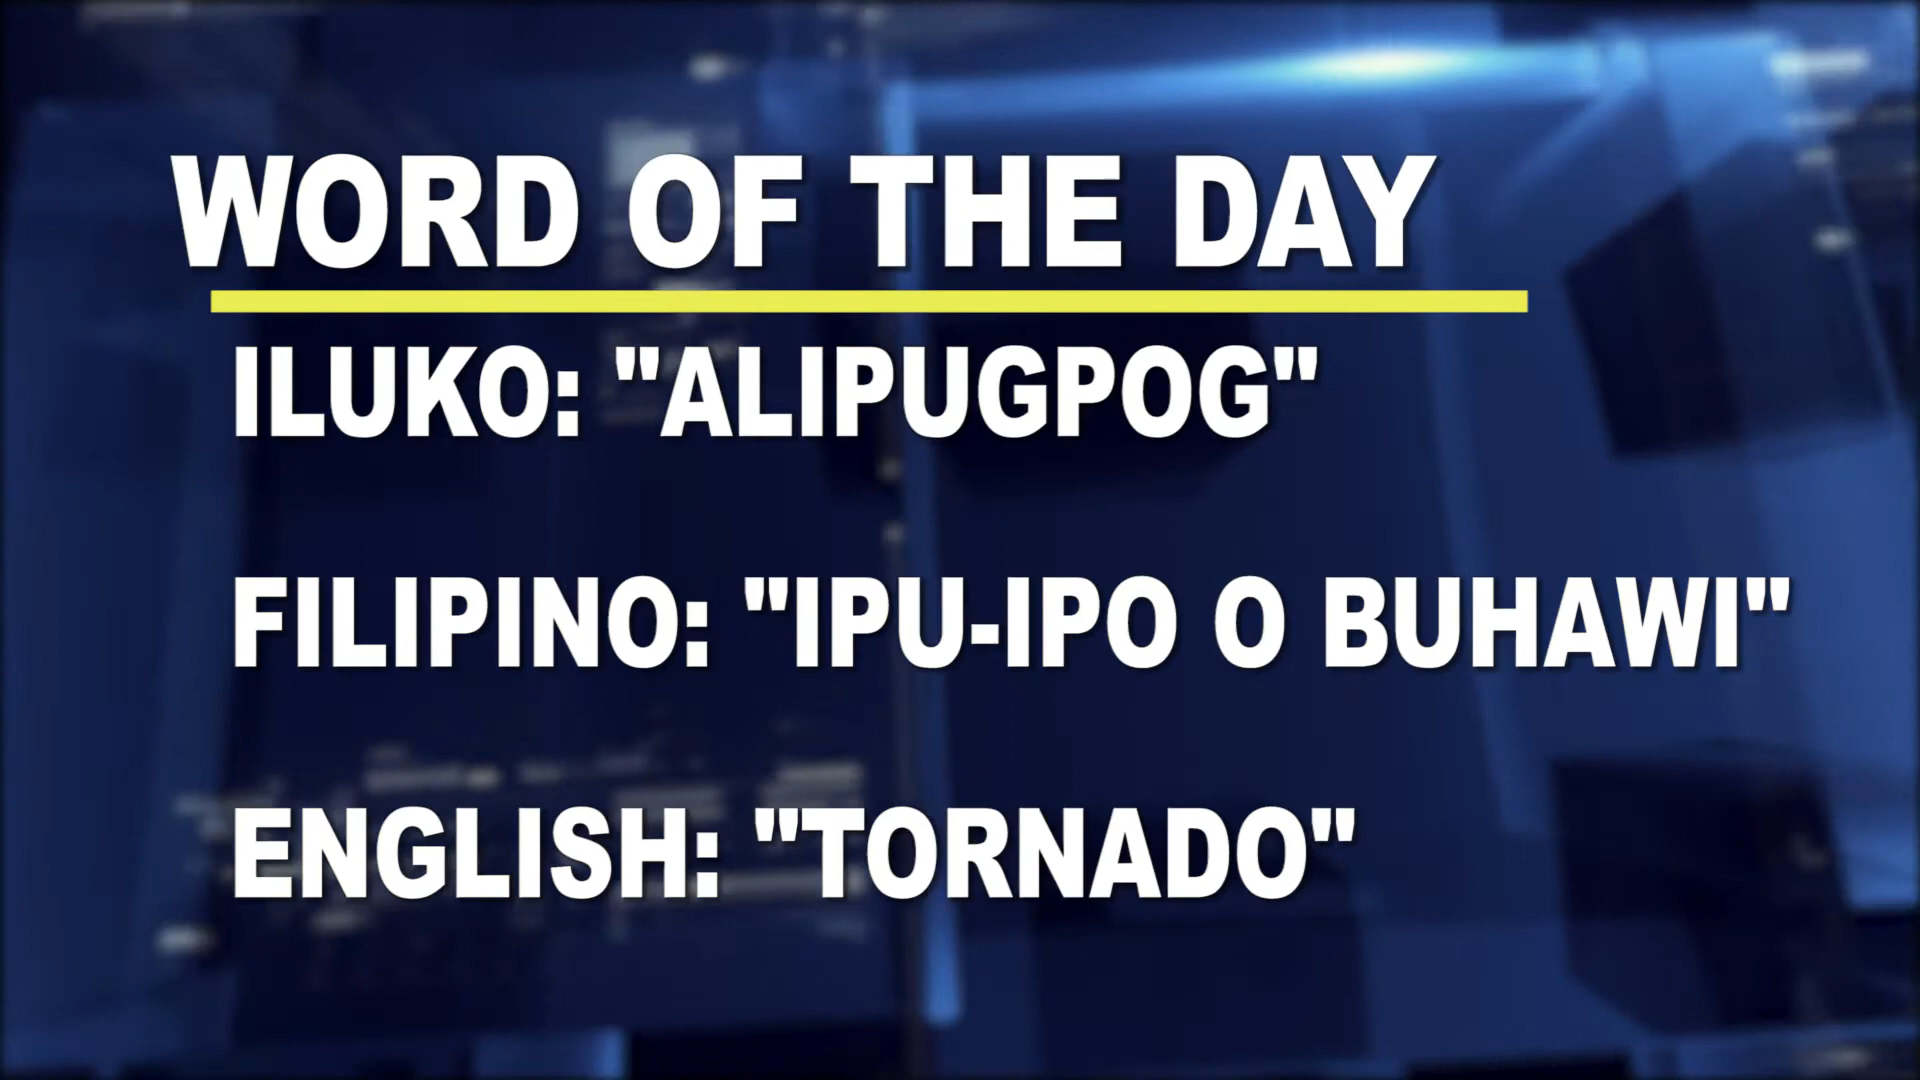 WORD OF THE DAY
ILUKO: "ALIPUGPOG"
FILIPINO: "IPU-IPO O BUHAWI"
ENGLISH: "TORNADO"